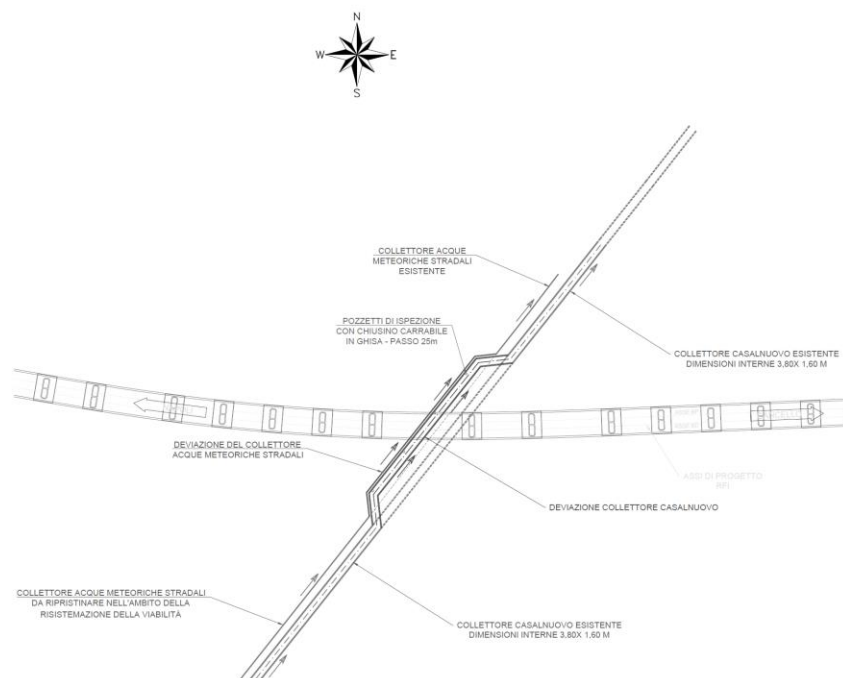 N
W
E
S
COLLETTORE ACQUE
METEORICHE STRADALI
ESISTENTE
POZZETTI DI ISPEZIONE
CON CHIUSINO CARRABILE
IN GHISA - PASSO 25m
COLLETTORE CASALNUOVO ESISTENTE
DIMENSIONI INTERNE 3,80X 1,60 M
DEVIAZIONE DEL COLLETTORE
ACQUE METEORICHE STRADALI
ASSI DI PROGETTO
RFI
DEVIAZIONE COLLETTORE CASALNUOVO
COLLETTORE ACQUE METEORICHE STRADALI
DA RIPRISTINARE NELL'AMBITO DELLA
RISISTEMAZIONE DELLA VIABILITÀ
COLLETTORE CASALNUOVO ESISTENTE
DIMENSIONI INTERNE 3,80X 1,60 M